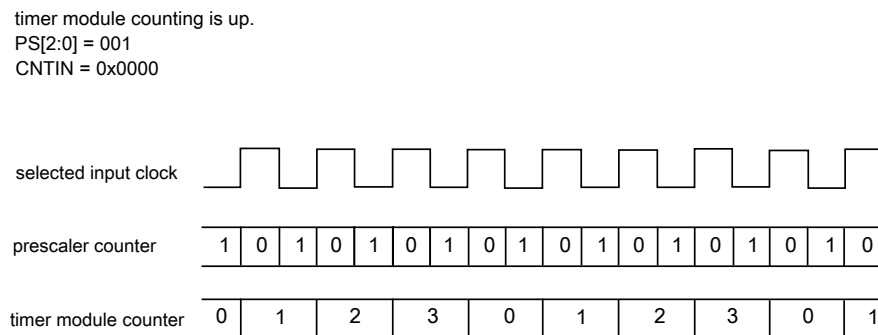 timer module counting is up.
PS[2:0] = 001
CNTIN = 0x0000
selected input clock
prescaler counter 1 0 1 0 1 0 1 0 1 0 1 0 1 0 1 0 1 0
timer module counter 0 1 2 3 0 1 2 3 0 1